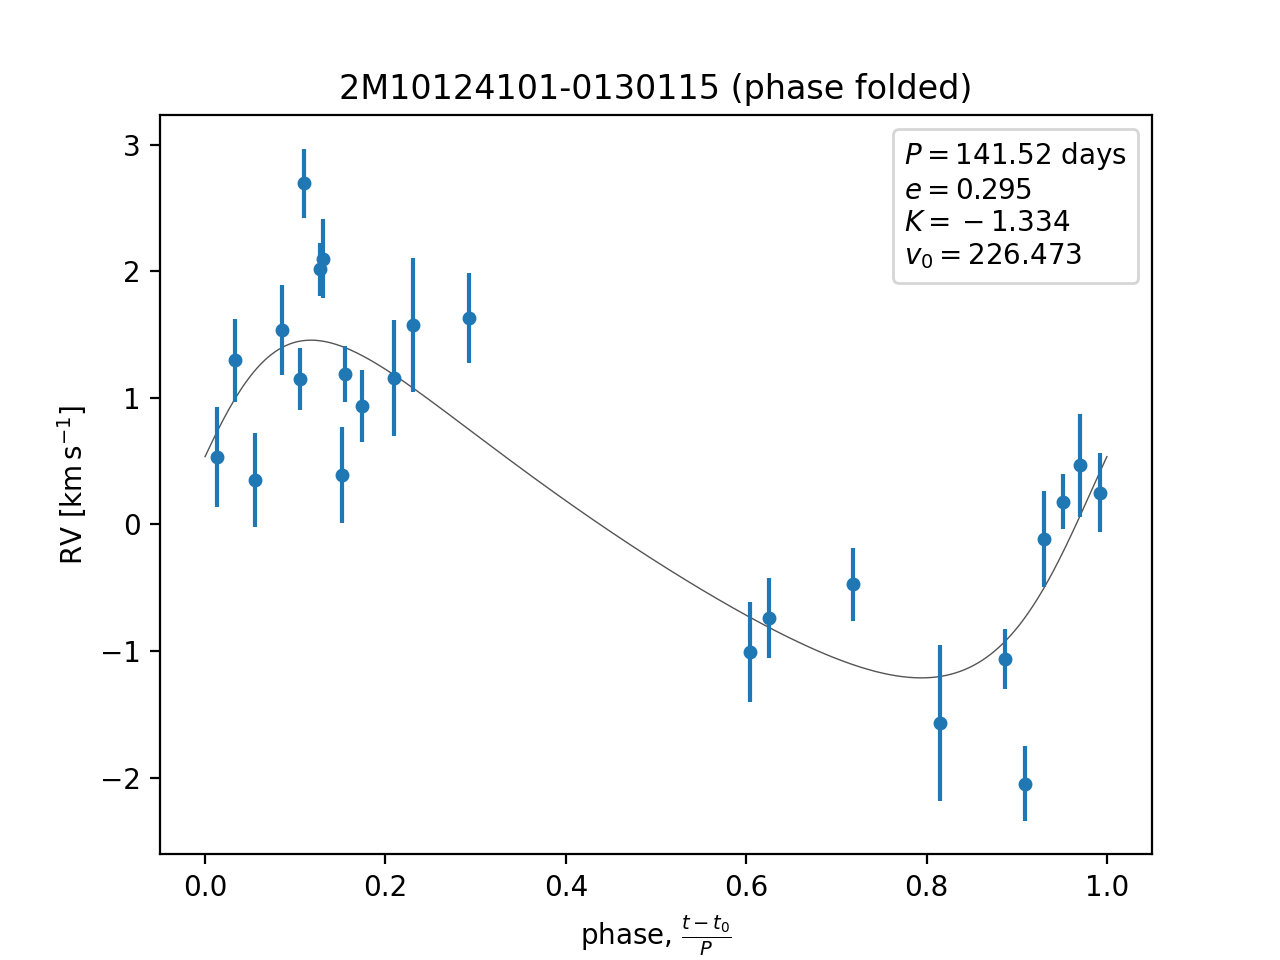 2M10124101-0130115 (phase folded)
P = 141.52 days
e = 0.295
K = −1.334
v₀ = 226.473
3
2
1
0
−1
−2
RV [km s⁻¹]
0.0 0.2 0.4 0.6 0.8 1.0
phase, (t − t₀)/P